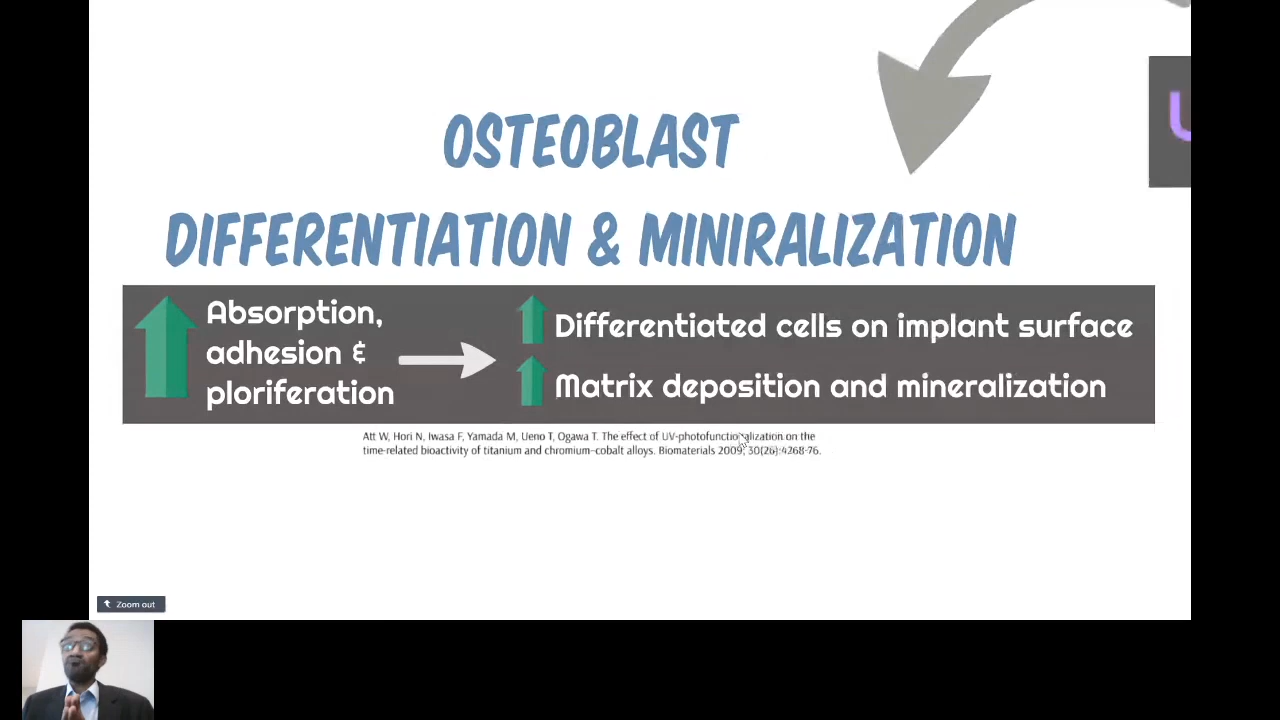 OSTEOBLAST
DIFFERENTIATION & MINIRALIZATION
Absorption,
adhesion &
ploriferation
Differentiated cells on implant surface
Matrix deposition and mineralization
Att W, Hori N, Iwasa F, Yamada M, Ueno T, Ogawa T. The effect of UV-photofunctionalization on the
time-related bioactivity of titanium and chromium–cobalt alloys. Biomaterials 2009; 30(26):4268-76.
U
Zoom out